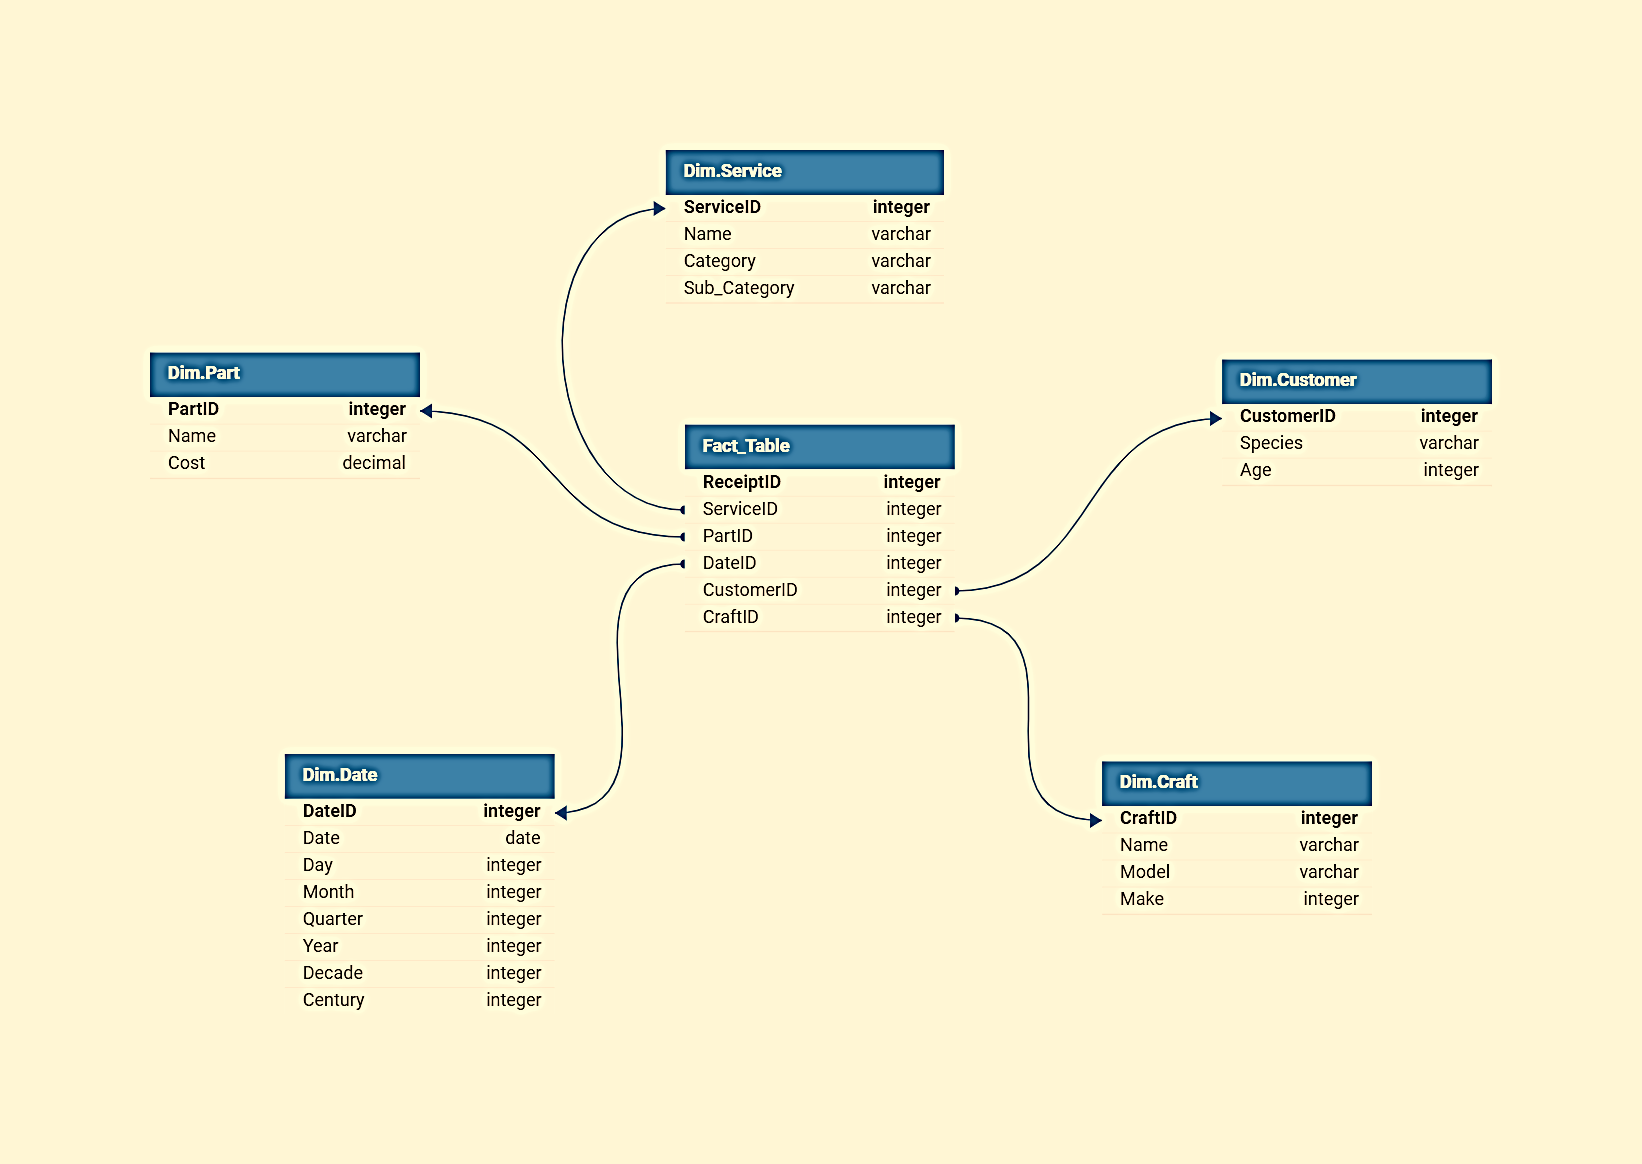 Dim.Service
ServiceID integer
Name varchar
Category varchar
Sub_Category varchar
Dim.Part
PartID integer
Name varchar
Cost decimal
Dim.Customer
CustomerID integer
Species varchar
Age integer
Fact_Table
ReceiptID integer
ServiceID integer
PartID integer
DateID integer
CustomerID integer
CraftID integer
Dim.Date
DateID integer
Date date
Day integer
Month integer
Quarter integer
Year integer
Decade integer
Century integer
Dim.Craft
CraftID integer
Name varchar
Model varchar
Make integer